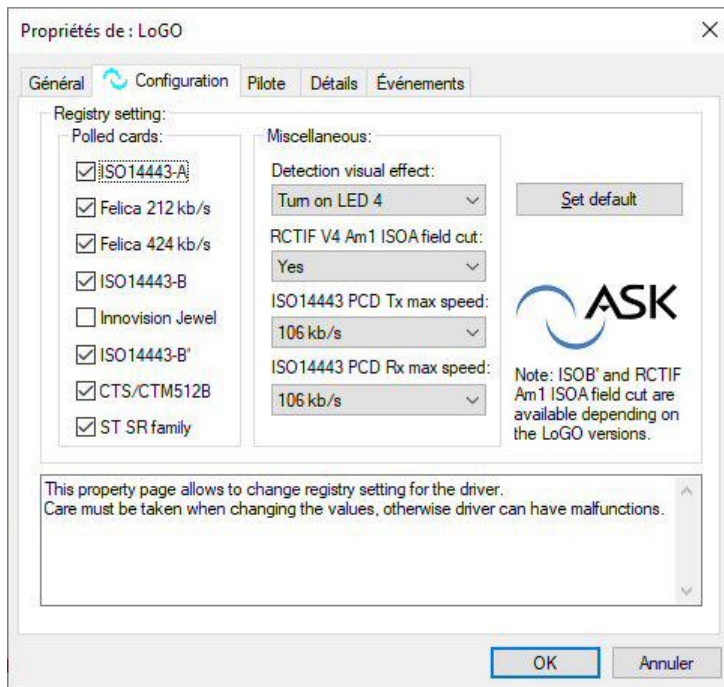 Propriétés de : LoGO
Général
Configuration
Pilote
Détails
Événements
Registry setting:
Polled cards:
ISO14443-A
Felica 212 kb/s
Felica 424 kb/s
ISO14443-B
Innovision Jewel
ISO14443-B'
CTS/CTM512B
ST SR family
Miscellaneous:
Detection visual effect:
Turn on LED 4
RCTIF V4 Am1 ISOA field cut:
Yes
ISO14443 PCD Tx max speed:
106 kb/s
ISO14443 PCD Rx max speed:
106 kb/s
Set default
ASK
Note: ISOB' and RCTIF
Am1 ISOA field cut are
available depending on
the LoGO versions.
This property page allows to change registry setting for the driver.
Care must be taken when changing the values, otherwise driver can have malfunctions.
OK
Annuler